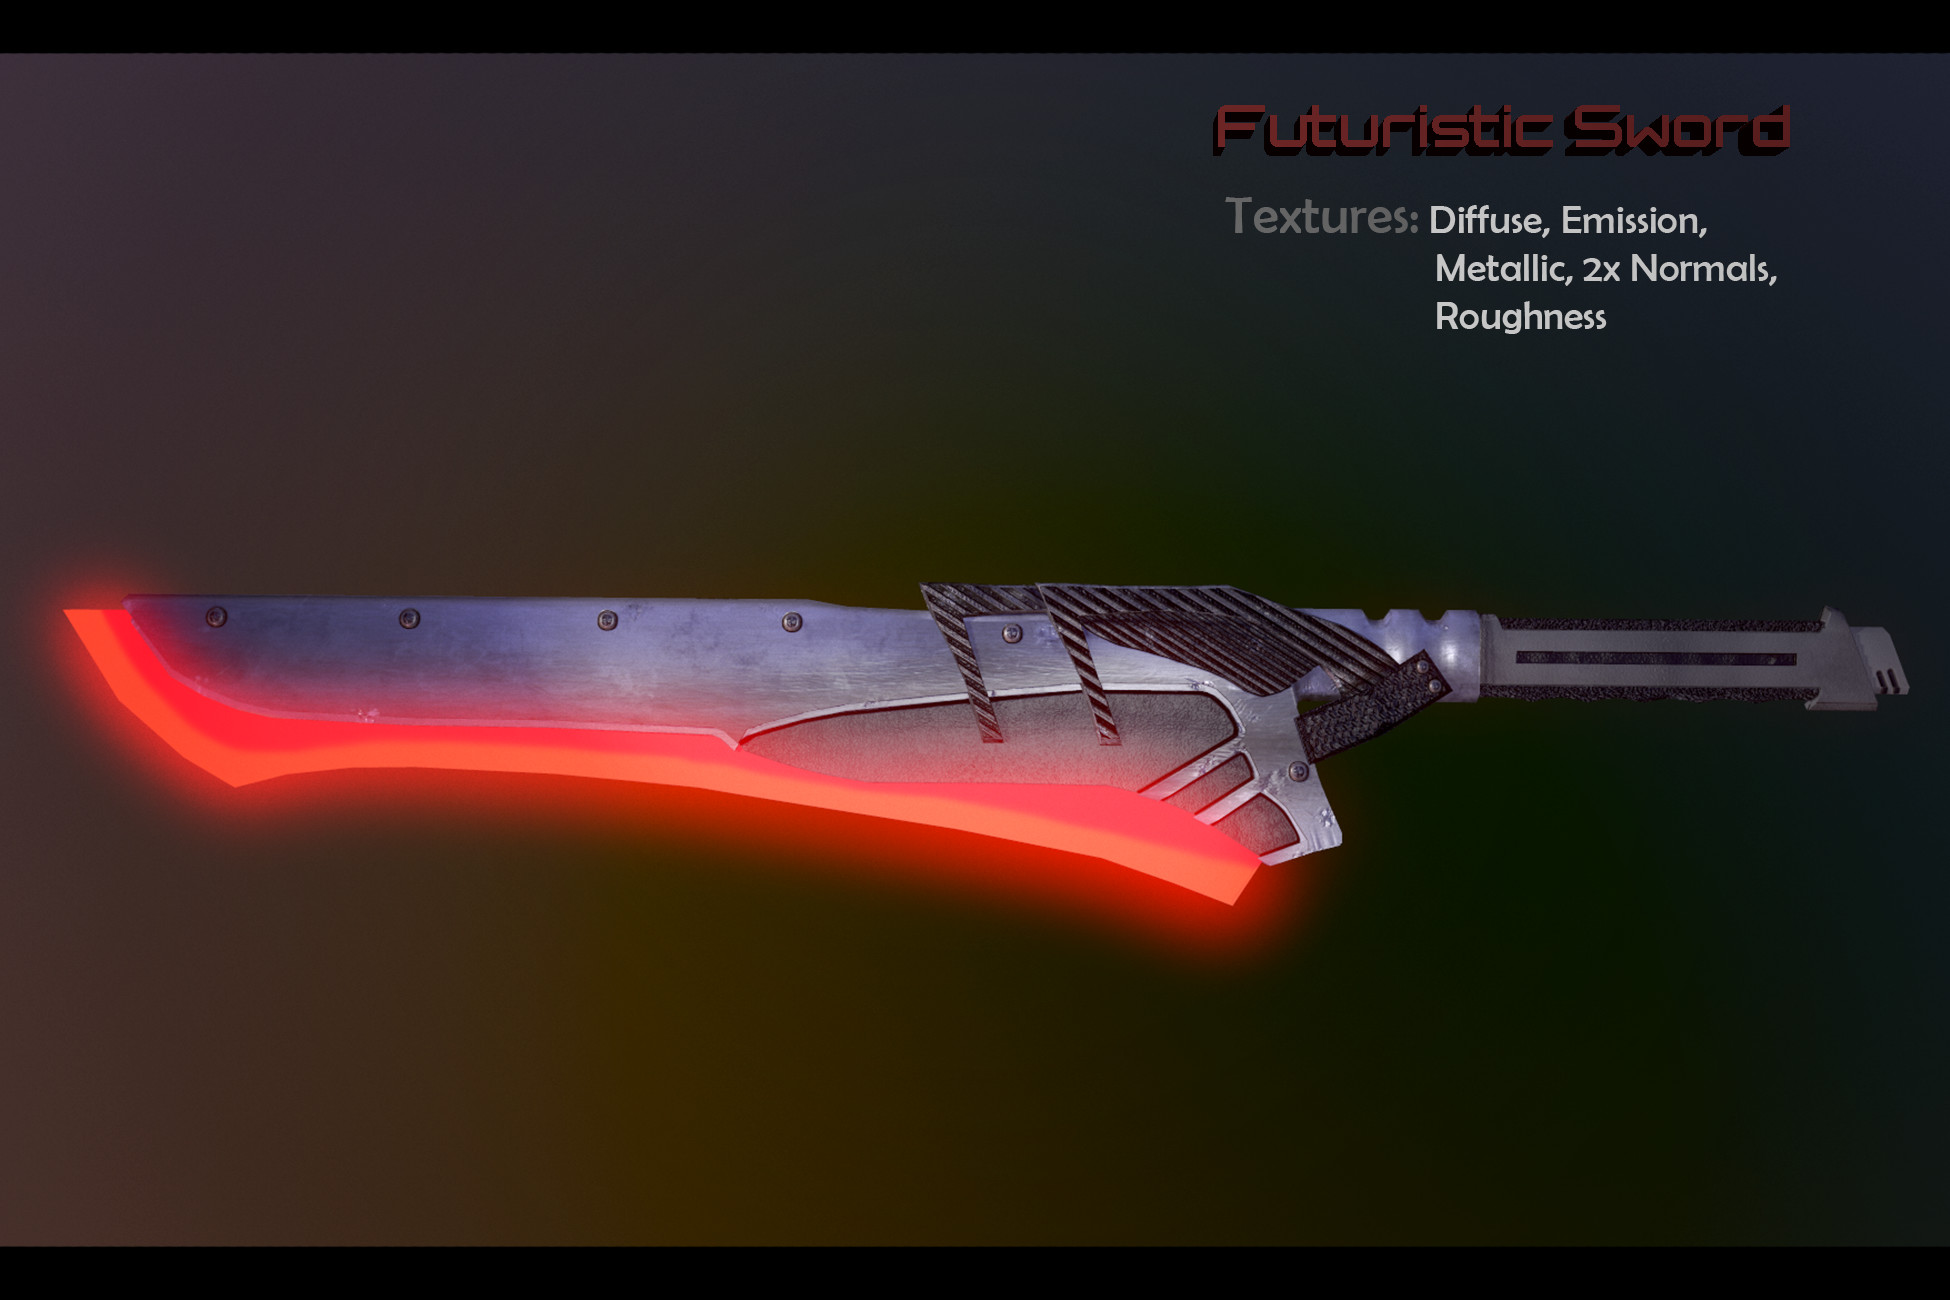 Futuristic Sword
Textures: Diffuse, Emission,
Metallic, 2x Normals,
Roughness